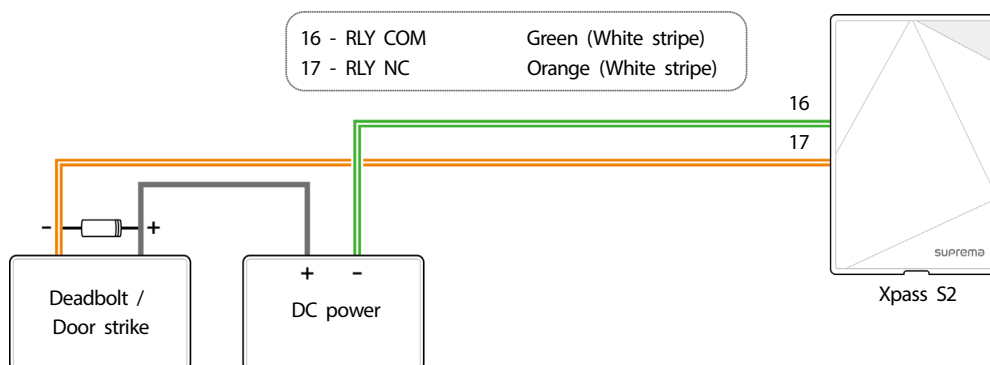 16 - RLY COM Green (White stripe)
17 - RLY NC Orange (White stripe)
16
17
- +
+ -
Deadbolt /
Door strike
DC power
suprema
Xpass S2